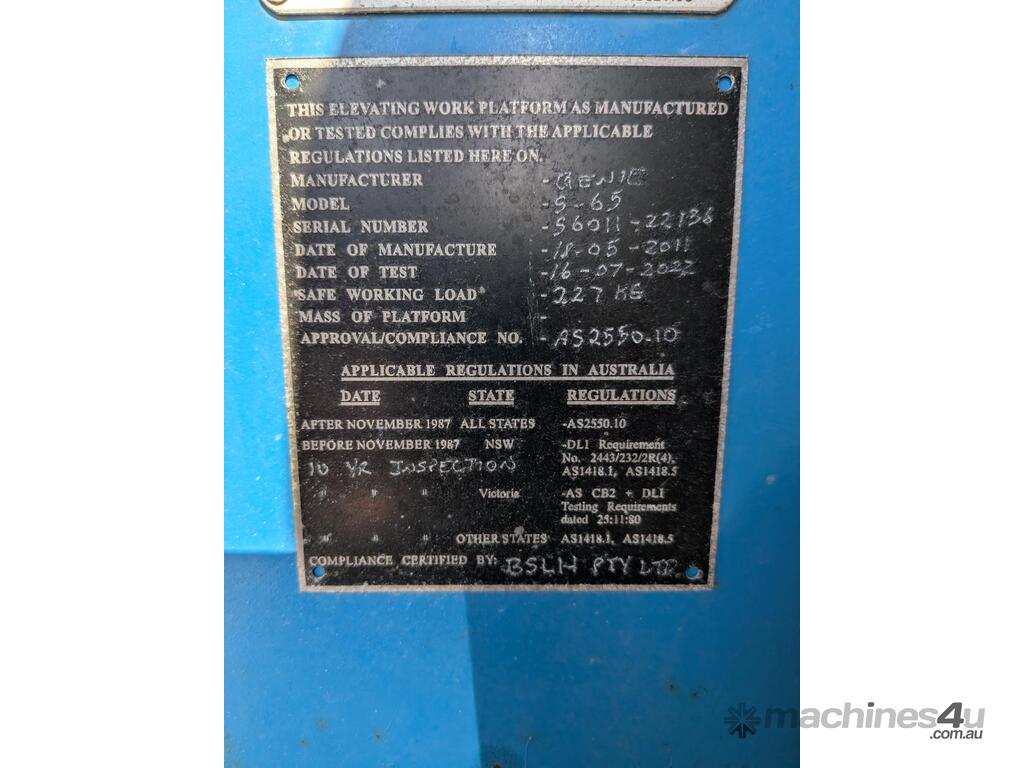 THIS ELEVATING WORK PLATFORM AS MANUFACTURED
OR TESTED COMPLIES WITH THE APPLICABLE
REGULATIONS LISTED HERE ON.
MANUFACTURER - GENIE
MODEL - S-65
SERIAL NUMBER - S6011-22136
DATE OF MANUFACTURE - 18-05-2011
DATE OF TEST - 16-07-2022
"SAFE WORKING LOAD" - 227 KG
MASS OF PLATFORM -
APPROVAL/COMPLIANCE NO. - AS2550.10
APPLICABLE REGULATIONS IN AUSTRALIA
DATE STATE REGULATIONS
AFTER NOVEMBER 1987 ALL STATES -AS2550.10
BEFORE NOVEMBER 1987 NSW -DLI Requirement
No. 2443/232/2R(4),
10 YR INSPECTION AS1418.1, AS1418.5
" " " Victoria -AS CB2 + DLI
Testing Requirements
dated 25:11:80
" " " OTHER STATES AS1418.1, AS1418.5
COMPLIANCE CERTIFIED BY: BSLH PTY LTD
machines4u
.com.au